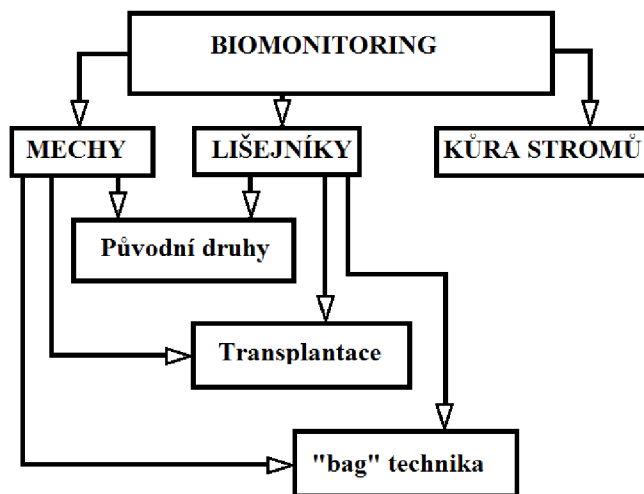 BIOMONITORING
MECHY
LIŠEJNÍKY
KŮRA STROMŮ
Původní druhy
Transplantace
"bag" technika